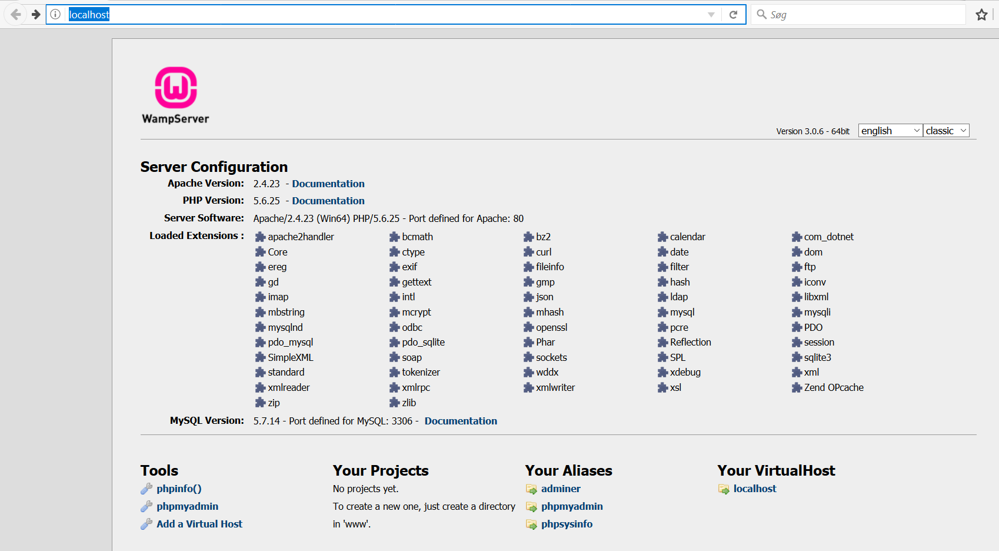 localhost
Søg
WampServer
Version 3.0.6 - 64bit english classic
Server Configuration
Apache Version: 2.4.23 - Documentation
PHP Version: 5.6.25 - Documentation
Server Software: Apache/2.4.23 (Win64) PHP/5.6.25 - Port defined for Apache: 80
Loaded Extensions : apache2handler bcmath bz2 calendar com_dotnet
Core ctype curl date dom
ereg exif fileinfo filter ftp
gd gettext gmp hash iconv
imap intl json ldap libxml
mbstring mcrypt mhash mysql mysqli
mysqlnd odbc openssl pcre PDO
pdo_mysql pdo_sqlite Phar Reflection session
SimpleXML soap sockets SPL sqlite3
standard tokenizer wddx xdebug xml
xmlreader xmlrpc xmlwriter xsl Zend OPcache
zip zlib
MySQL Version: 5.7.14 - Port defined for MySQL: 3306 - Documentation
Tools
phpinfo()
phpmyadmin
Add a Virtual Host
Your Projects
No projects yet.
To create a new one, just create a directory
in 'www'.
Your Aliases
adminer
phpmyadmin
phpsysinfo
Your VirtualHost
localhost